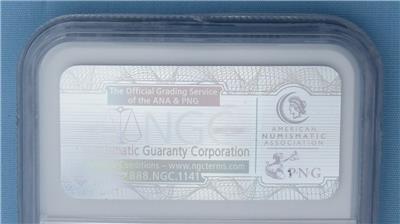 The Official Grading Service
of the ANA & PNG
NGC
matic Guaranty Corporation
Conditions – www.ngcterms.com
888.NGC.1141
AMERICAN
NUMISMATIC
ASSOCIATION
PNG